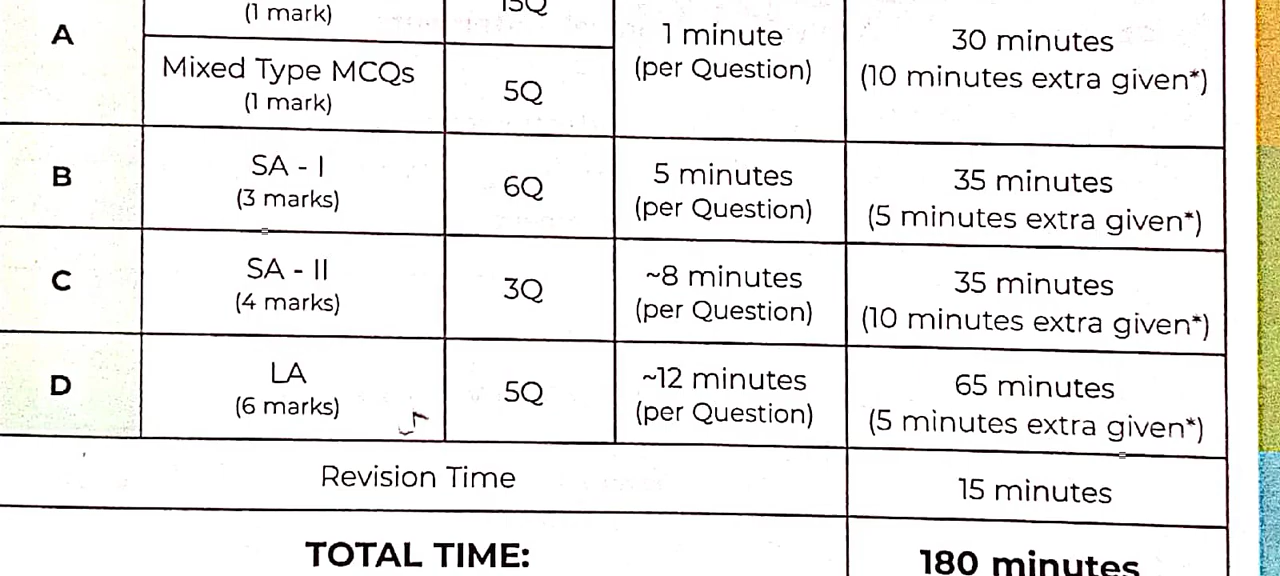 (1 mark)
15Q
A
1 minute
(per Question)
30 minutes
(10 minutes extra given*)
Mixed Type MCQs
(1 mark)
5Q
B
SA - I
(3 marks)
6Q
5 minutes
(per Question)
35 minutes
(5 minutes extra given*)
C
SA - II
(4 marks)
3Q
~8 minutes
(per Question)
35 minutes
(10 minutes extra given*)
D
LA
(6 marks)
5Q
~12 minutes
(per Question)
65 minutes
(5 minutes extra given*)
Revision Time
15 minutes
TOTAL TIME:
180 minutes